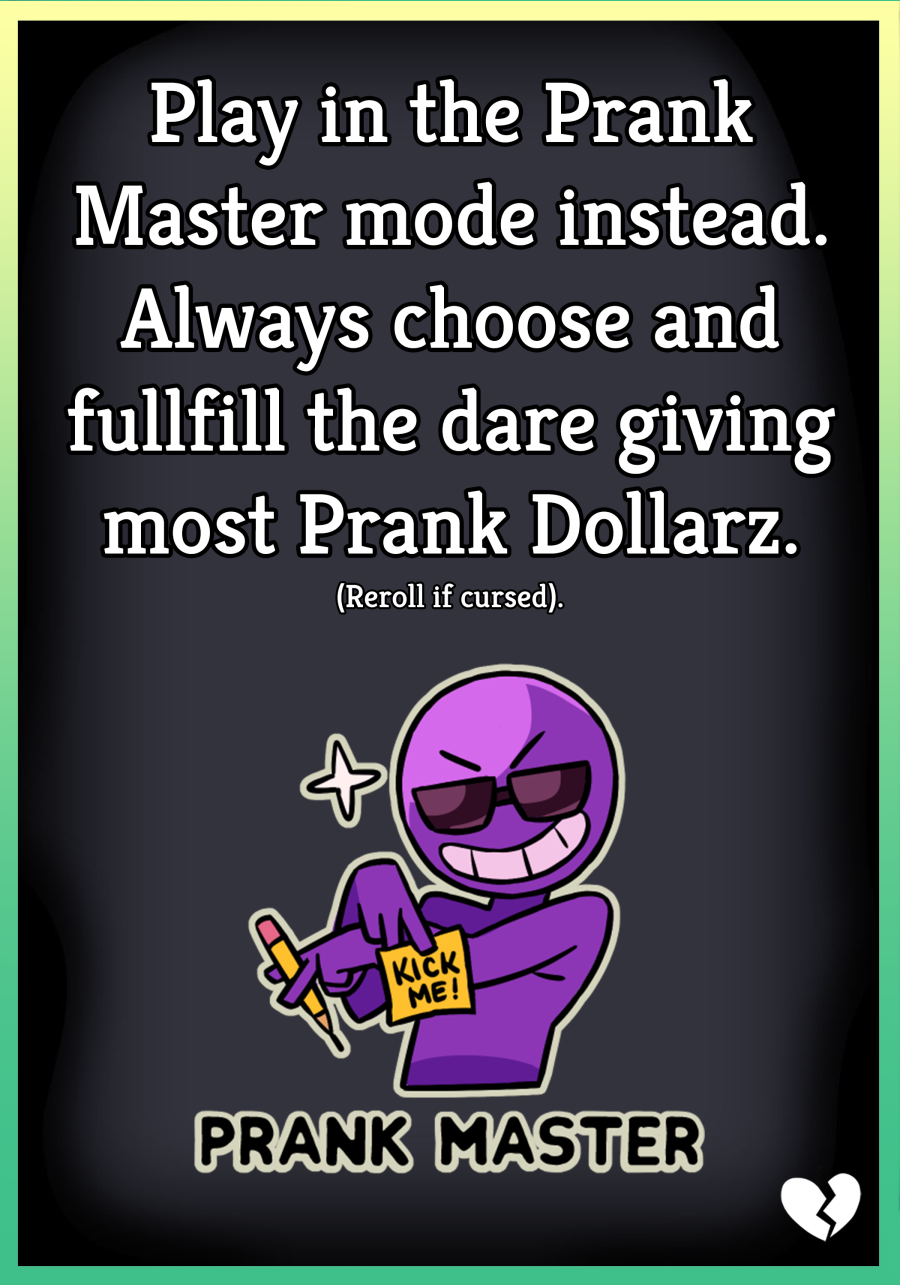 Play in the Prank
Master mode instead.
Always choose and
fullfill the dare giving
most Prank Dollarz.
(Reroll if cursed).
KICK
ME!
PRANK MASTER